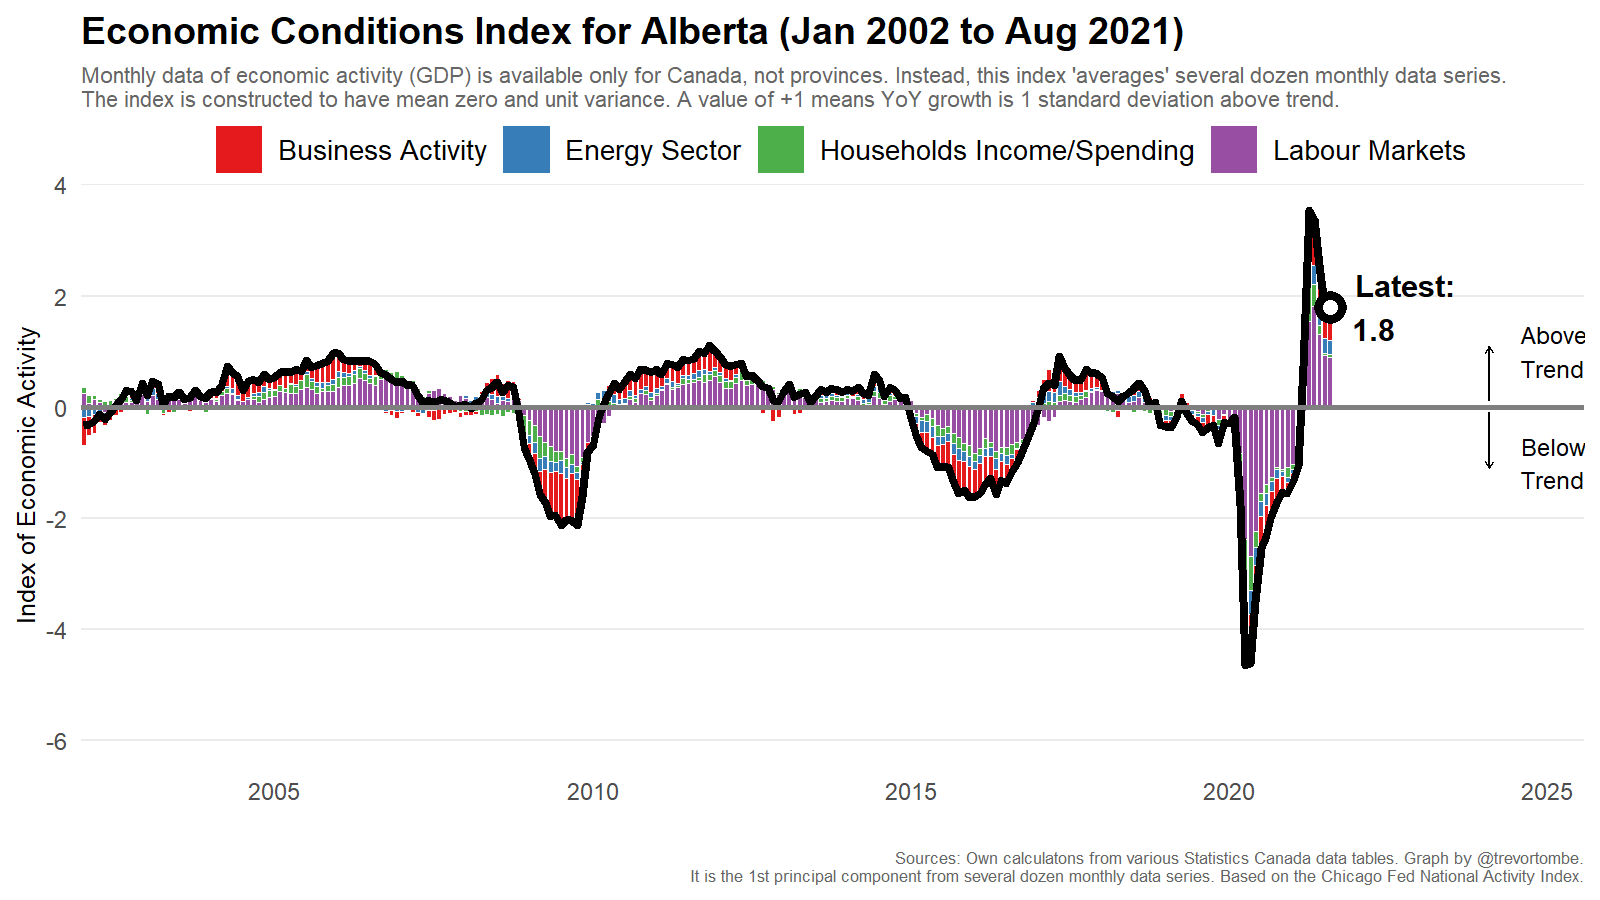 Economic Conditions Index for Alberta (Jan 2002 to Aug 2021)
Monthly data of economic activity (GDP) is available only for Canada, not provinces. Instead, this index 'averages' several dozen monthly data series.
The index is constructed to have mean zero and unit variance. A value of +1 means YoY growth is 1 standard deviation above trend.
Business Activity Energy Sector Households Income/Spending Labour Markets
Index of Economic Activity
4
2
0
-2
-4
-6
Latest:
1.8
Above
Trend
Below
Trend
2005 2010 2015 2020 2025
Sources: Own calculatons from various Statistics Canada data tables. Graph by @trevortombe.
It is the 1st principal component from several dozen monthly data series. Based on the Chicago Fed National Activity Index.